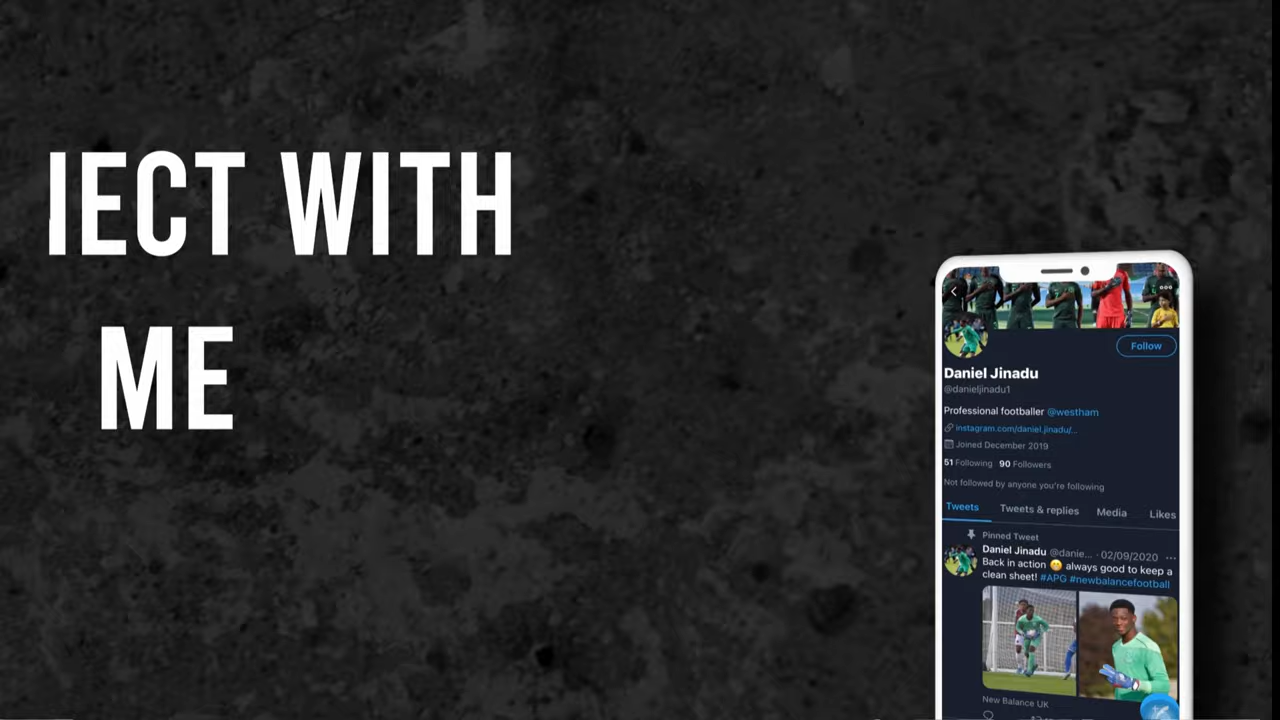 IECT WITH
ME
Follow
Daniel Jinadu
@danieljinadu1
Professional footballer @westham
instagram.com/daniel.jinadu/...
Joined December 2019
51 Following 90 Followers
Not followed by anyone you're following
Tweets Tweets & replies Media Likes
Pinned Tweet
Daniel Jinadu @danie... · 02/09/2020 ...
Back in action always good to keep a
clean sheet! #APG #newbalancefootball
New Balance UK